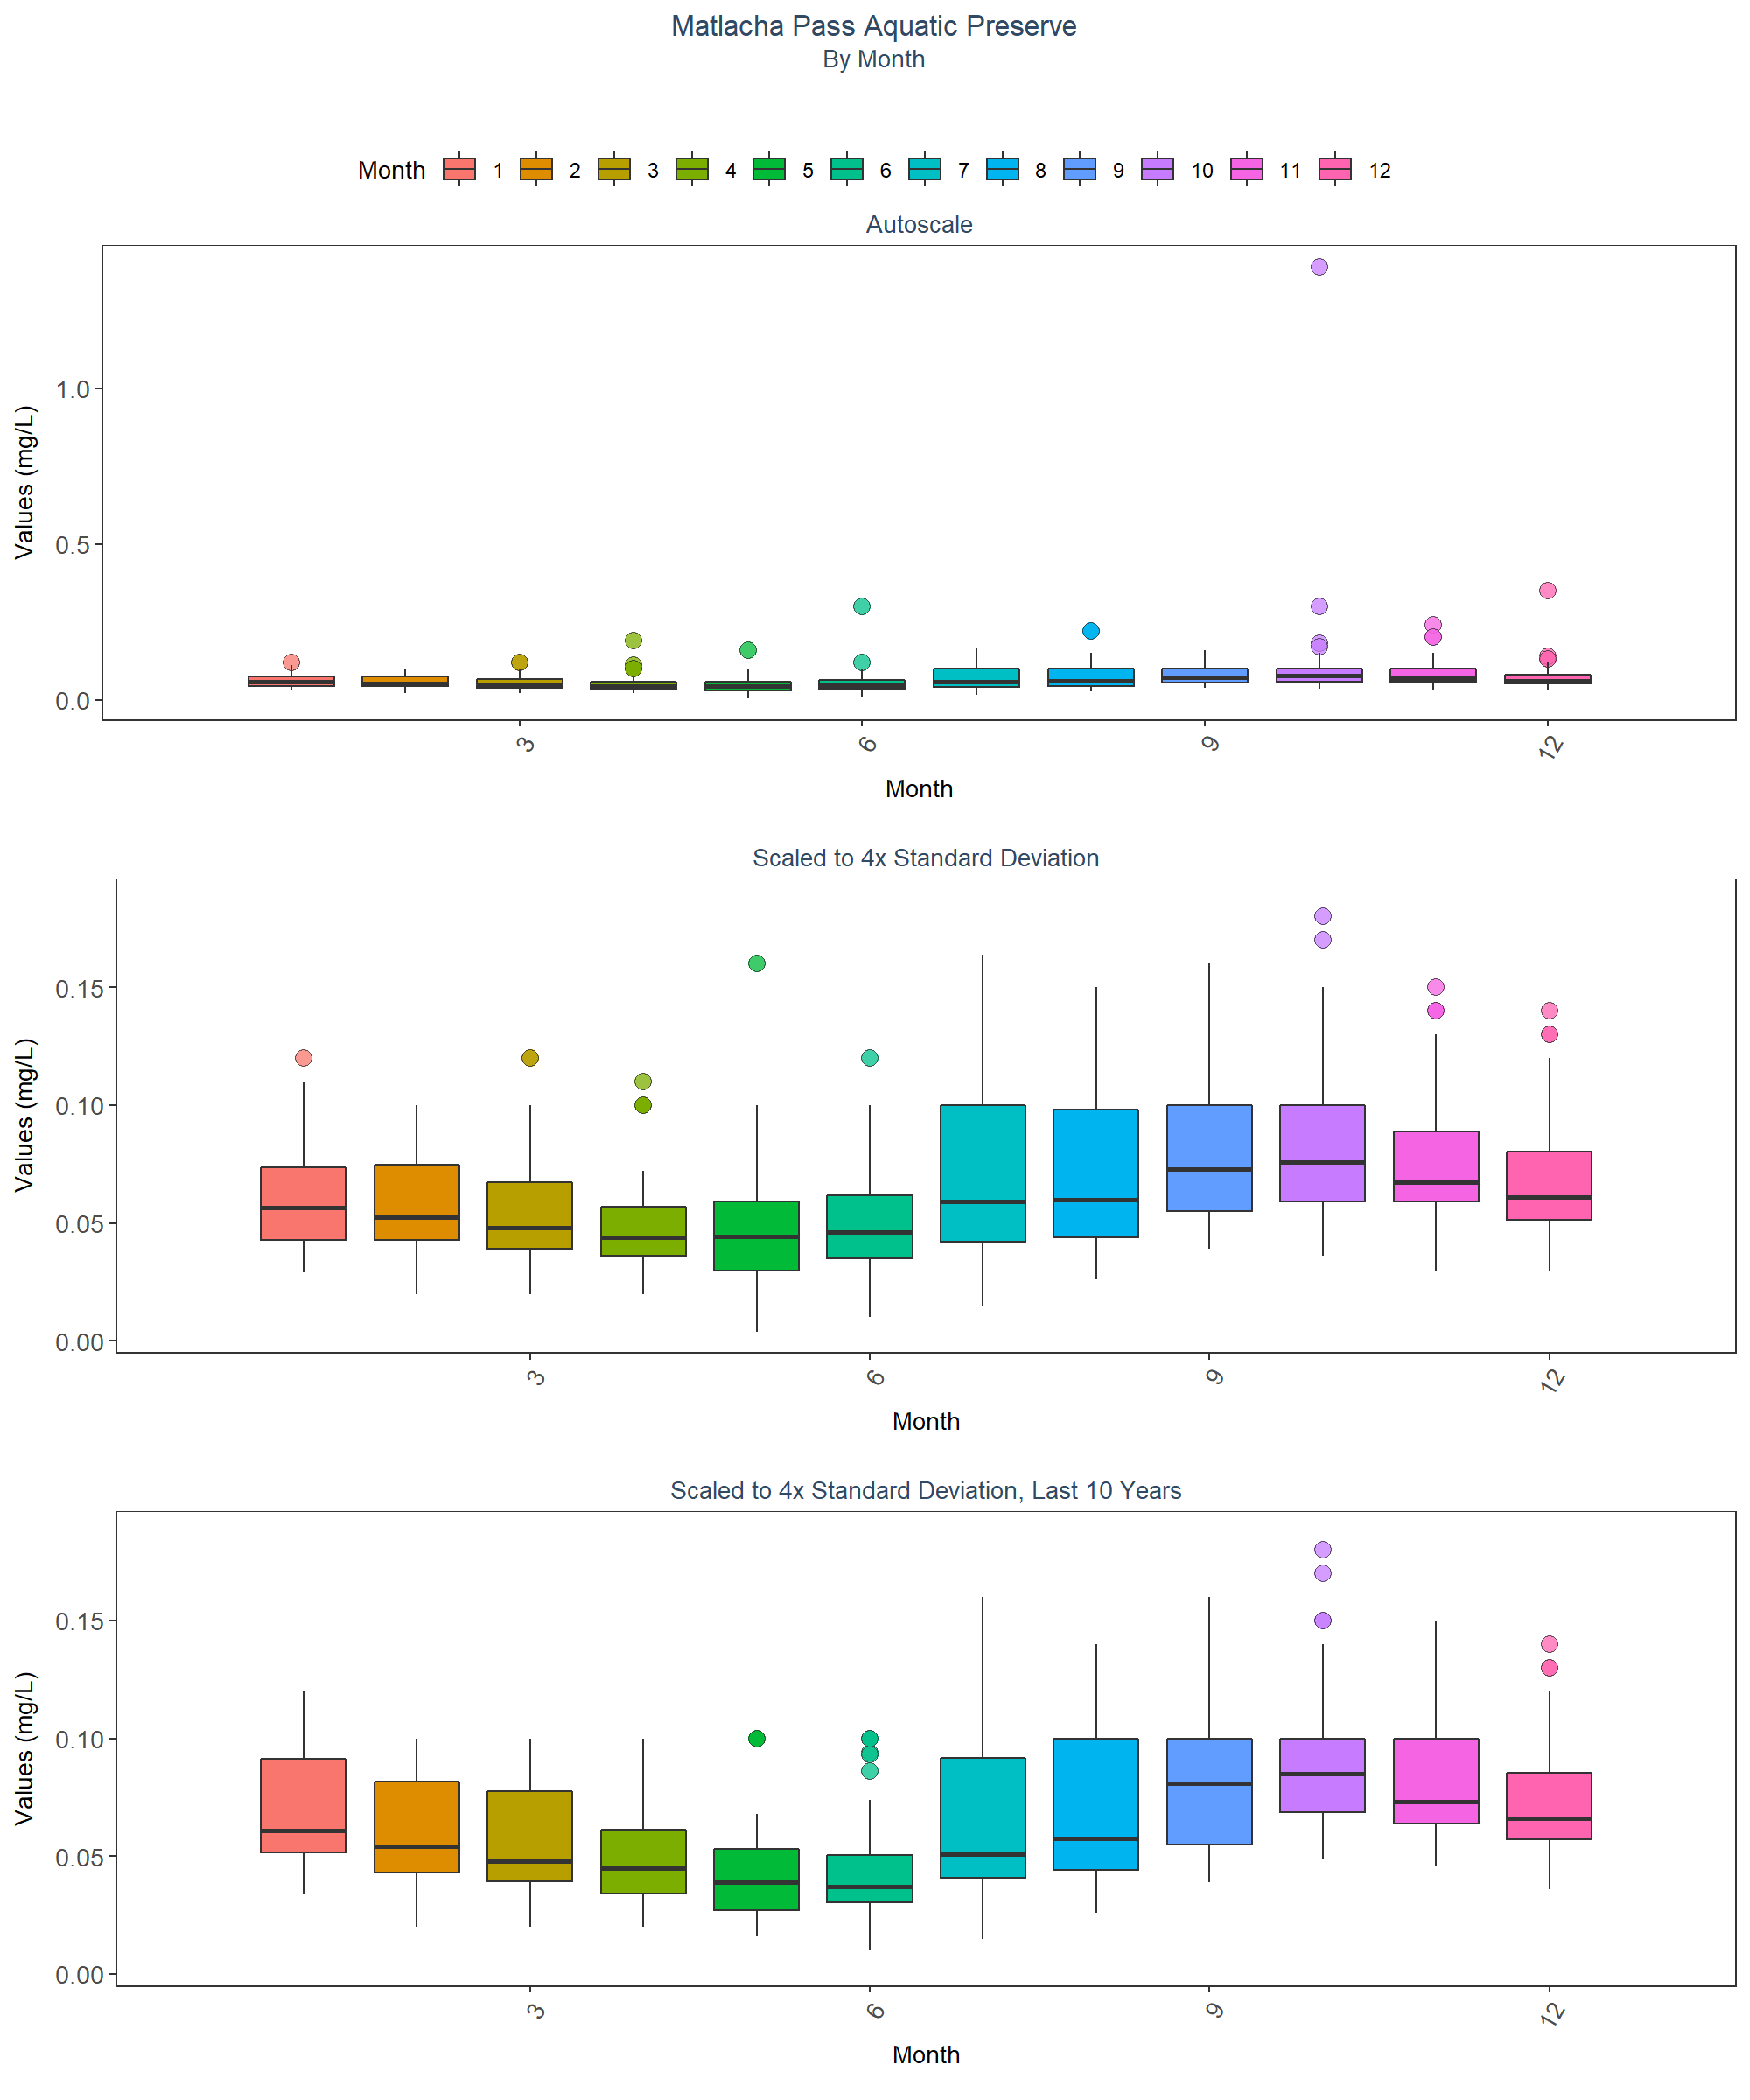 Matlacha Pass Aquatic Preserve
By Month
Month 1 2 3 4 5 6 7 8 9 10 11 12
Autoscale
Values (mg/L)
1.0
0.5
0.0
3 6 9 12
Month
Scaled to 4x Standard Deviation
Values (mg/L)
0.15
0.10
0.05
0.00
3 6 9 12
Month
Scaled to 4x Standard Deviation, Last 10 Years
Values (mg/L)
0.15
0.10
0.05
0.00
3 6 9 12
Month